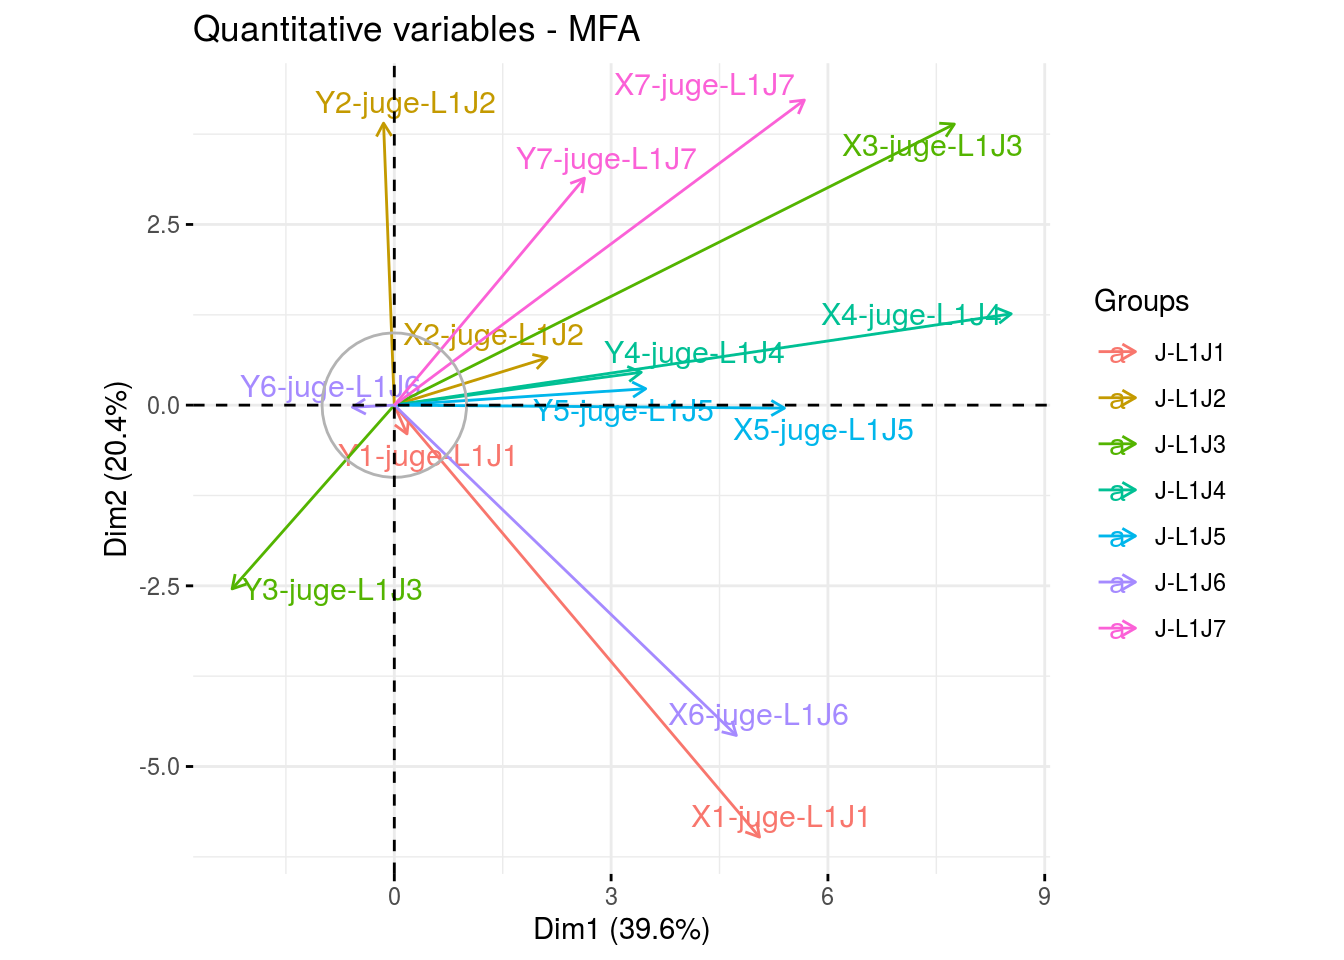 Quantitative variables - MFA
X7-juge-L1J7
Y2-juge-L1J2
X3-juge-L1J3
Y7-juge-L1J7
2.5
X4-juge-L1J4
X2-juge-L1J2
Y4-juge-L1J4
Y6-juge-L1J6
0.0
Y5-juge-L1J5
X5-juge-L1J5
Y1-juge-L1J1
-2.5
Y3-juge-L1J3
X6-juge-L1J6
-5.0
X1-juge-L1J1
0
3
6
9
Dim1 (39.6%)
Dim2 (20.4%)
Groups
a J-L1J1
a J-L1J2
a J-L1J3
a J-L1J4
a J-L1J5
a J-L1J6
a J-L1J7